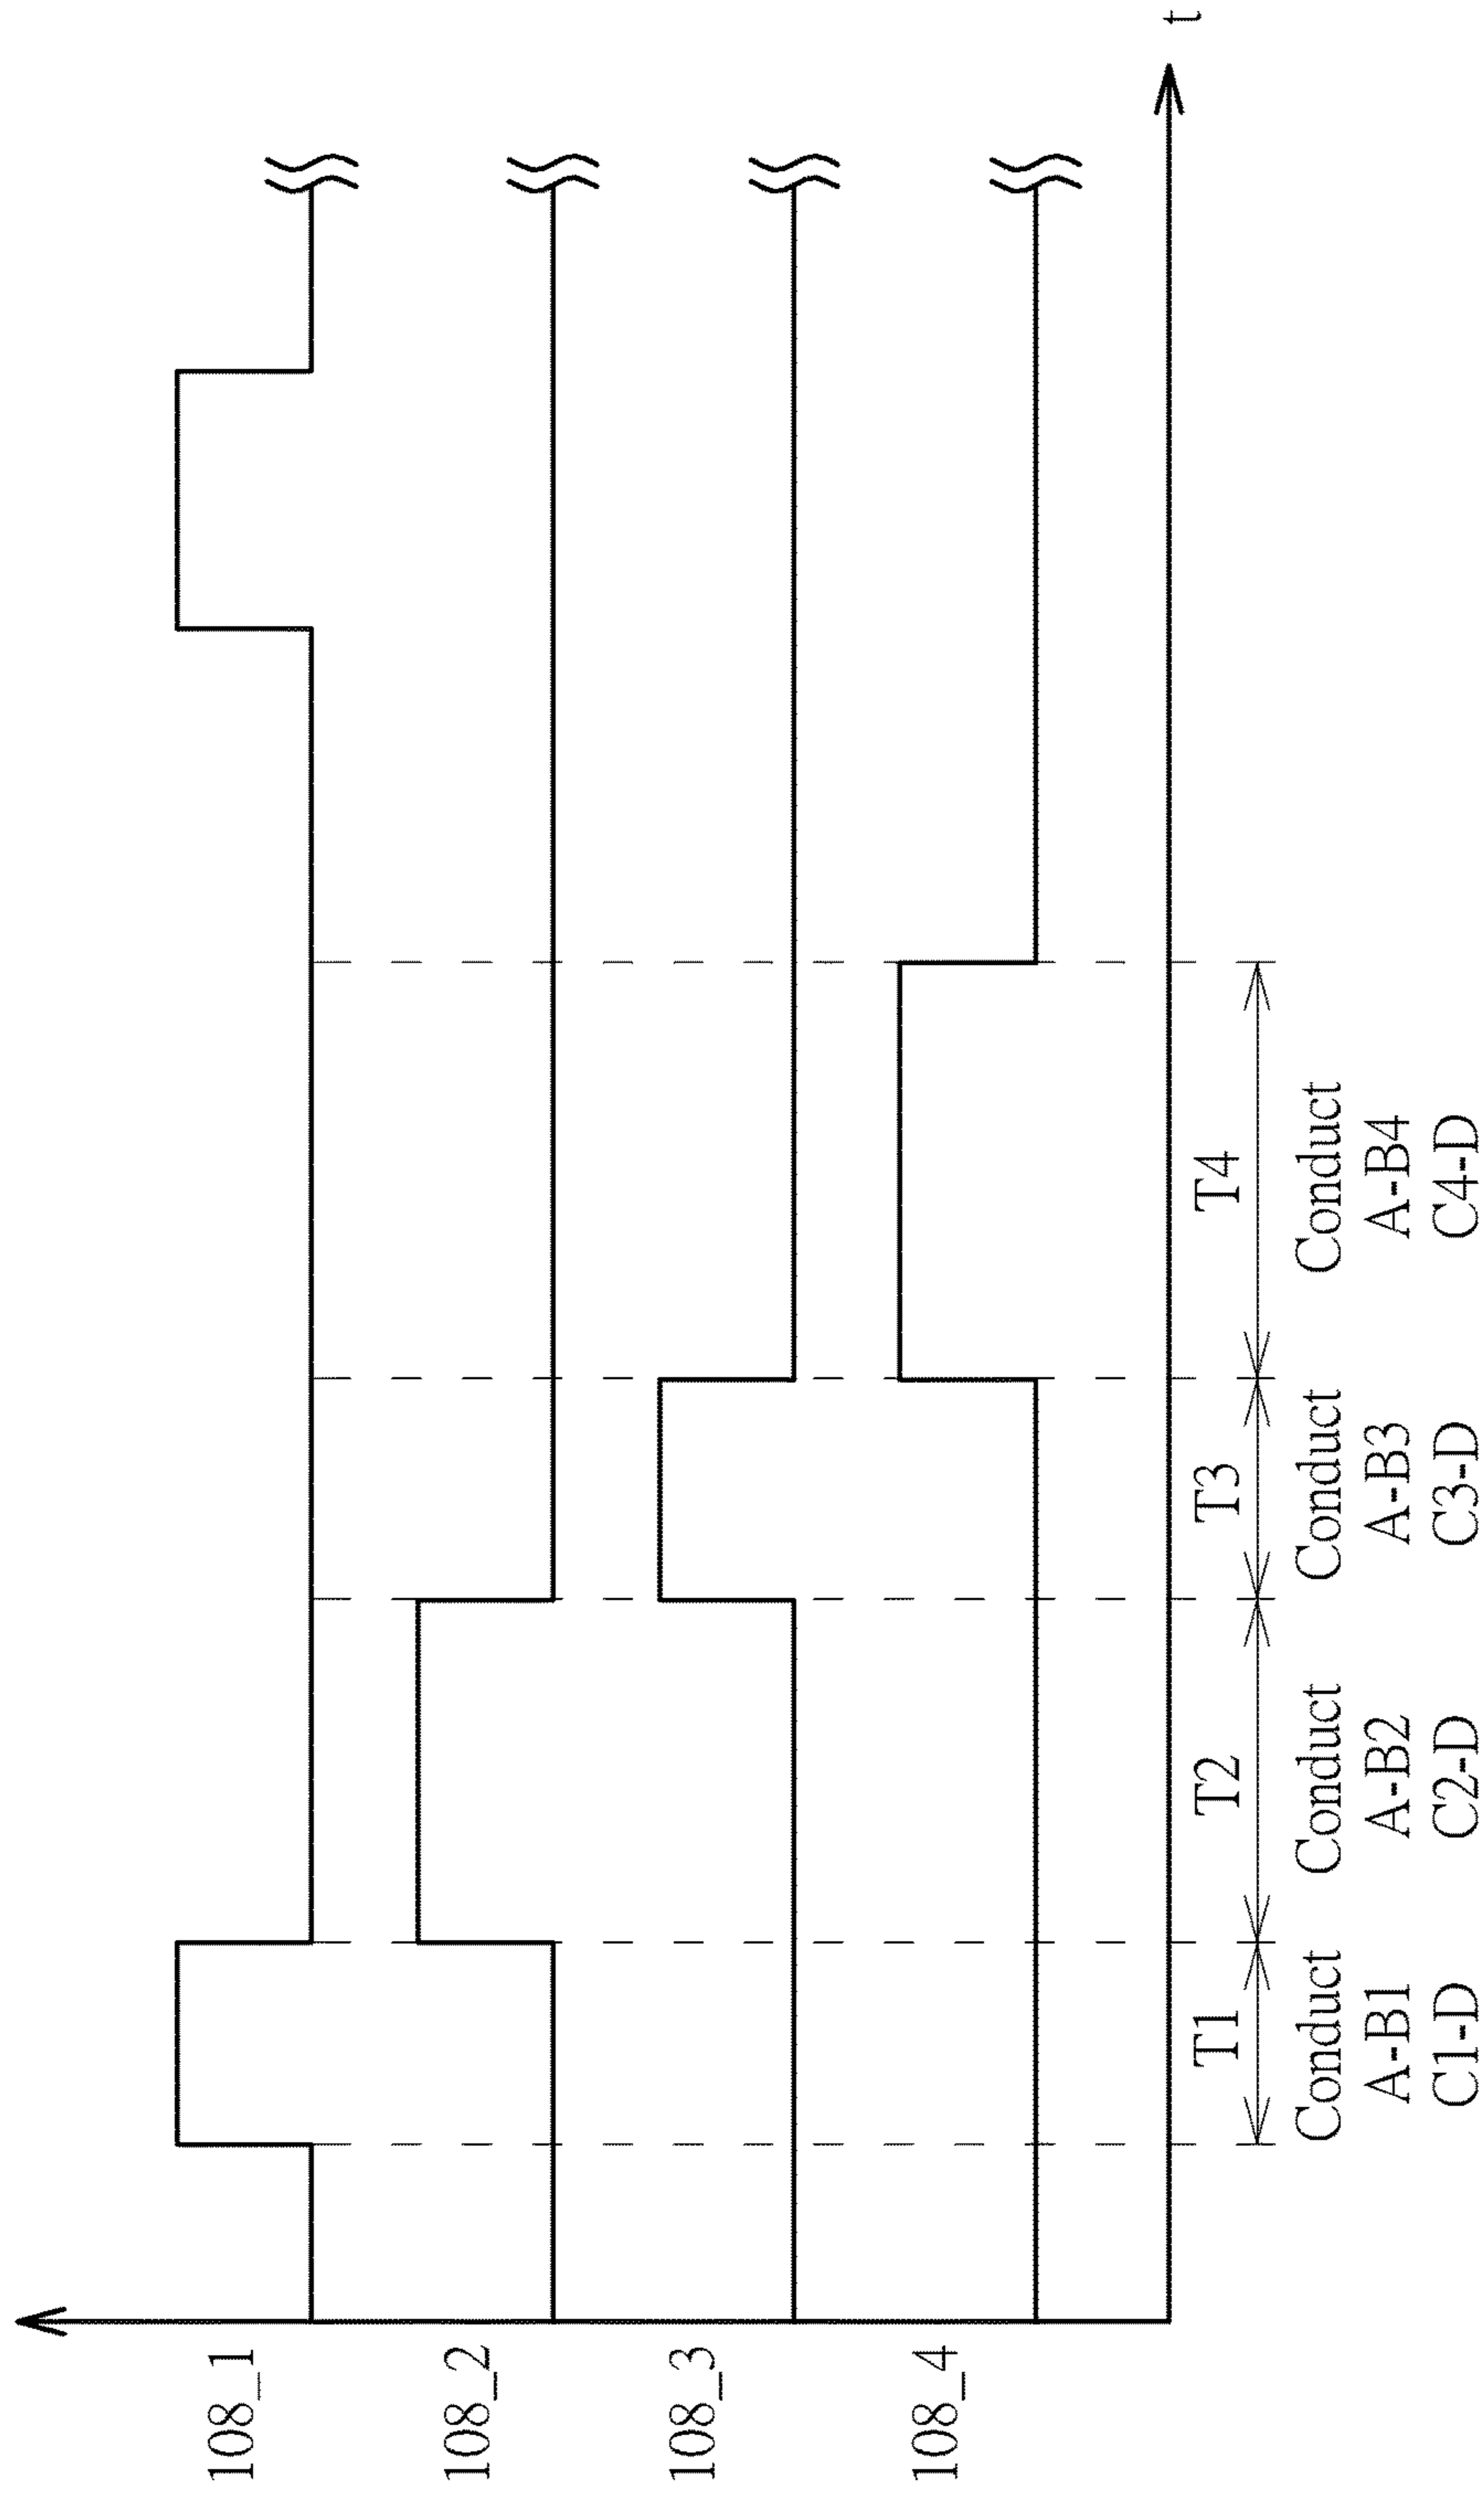 108_1
108_2
108_3
108_4
t
T1
T2
T3
T4
Conduct
A-B1
C1-D
Conduct
A-B2
C2-D
Conduct
A-B3
C3-D
Conduct
A-B4
C4-D